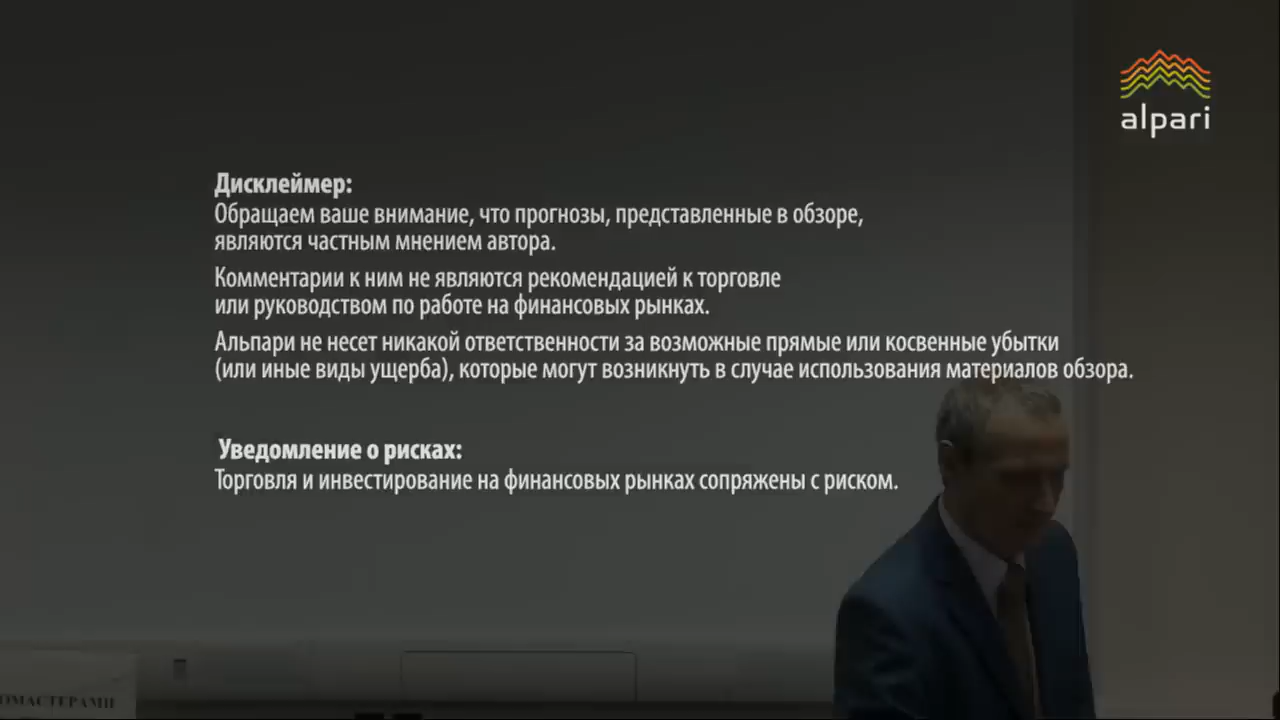 alpari
Дисклеймер:
Обращаем ваше внимание, что прогнозы, представленные в обзоре,
являются частным мнением автора.
Комментарии к ним не являются рекомендацией к торговле
или руководством по работе на финансовых рынках.
Альпари не несет никакой ответственности за возможные прямые или косвенные убытки
(или иные виды ущерба), которые могут возникнуть в случае использования материалов обзора.
Уведомление о рисках:
Торговля и инвестирование на финансовых рынках сопряжены с риском.